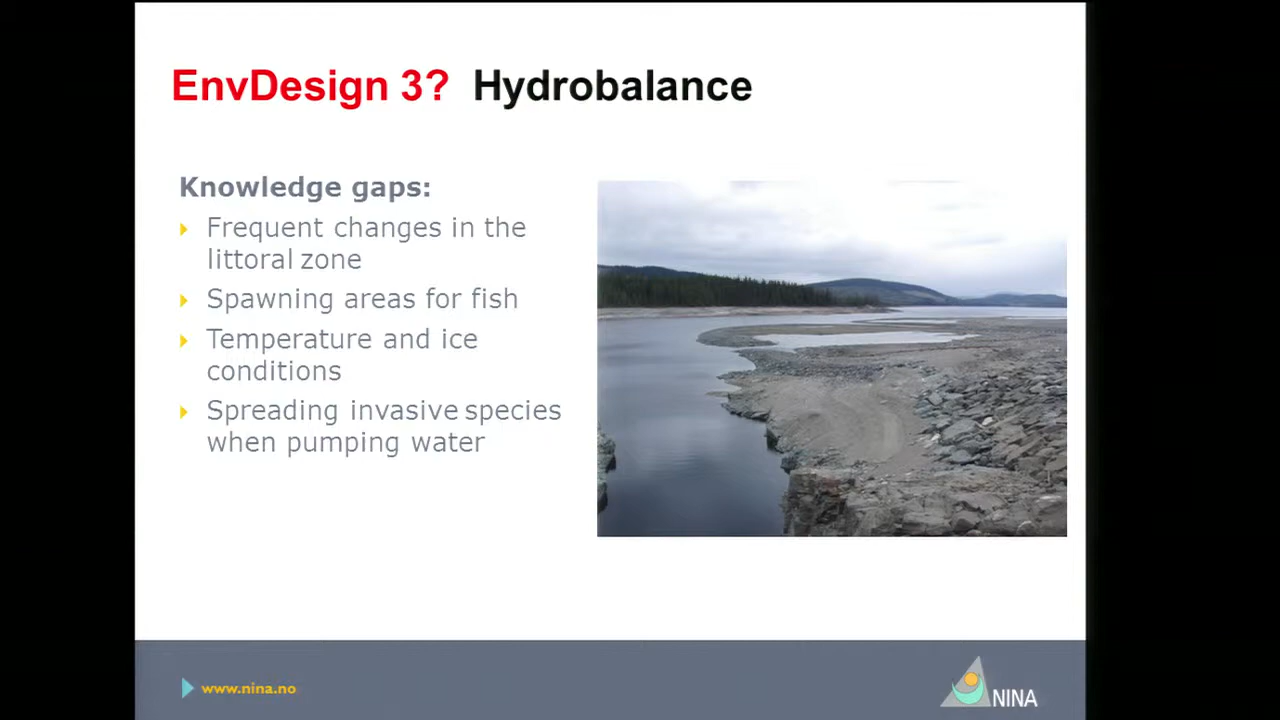 EnvDesign 3? Hydrobalance
Knowledge gaps:
Frequent changes in the
littoral zone
Spawning areas for fish
Temperature and ice
conditions
Spreading invasive species
when pumping water
www.nina.no
NINA